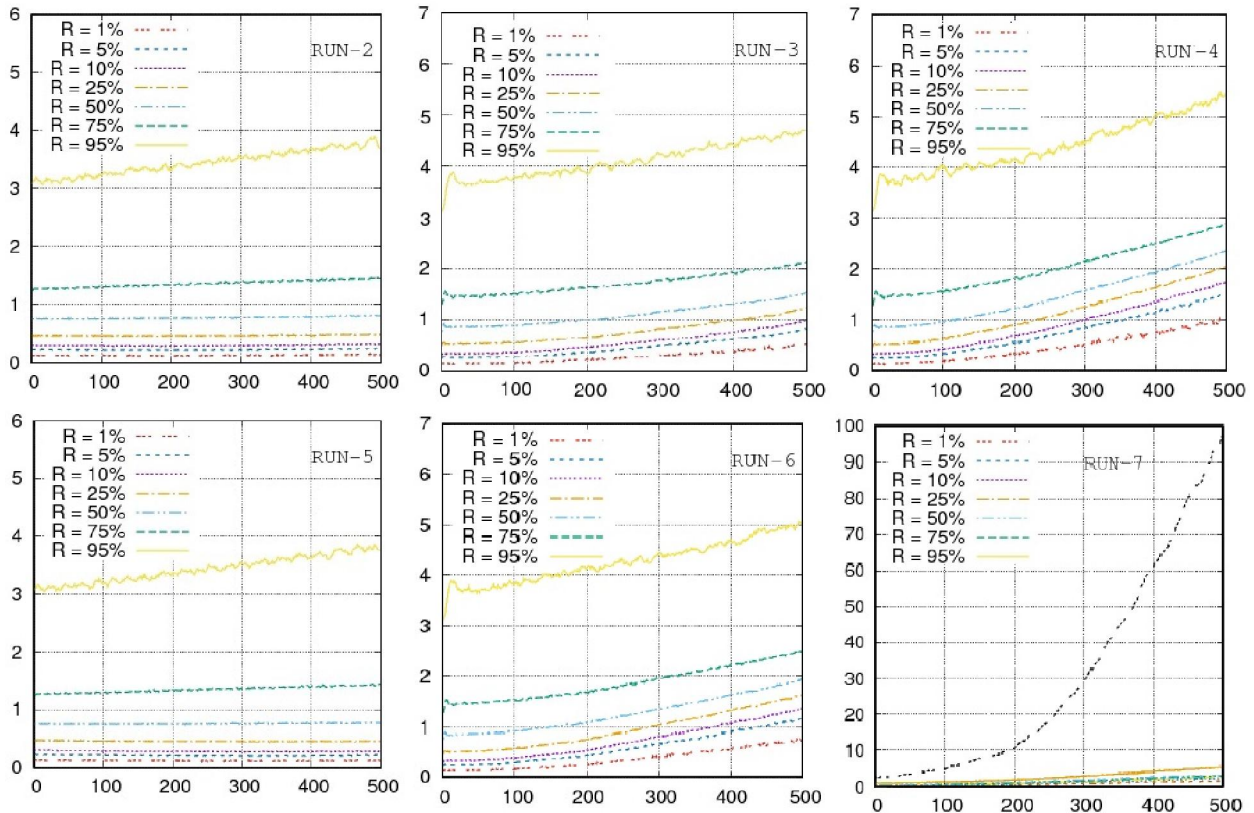 6
5
4
3
2
1
0
R = 1%
R = 5%
R = 10%
R = 25%
R = 50%
R = 75%
R = 95%
RUN-2
0 100 200 300 400 500
7
6
5
4
3
2
1
0
R = 1%
R = 5%
R = 10%
R = 25%
R = 50%
R = 75%
R = 95%
RUN-3
0 100 200 300 400 500
7
6
5
4
3
2
1
0
R = 1%
R = 5%
R = 10%
R = 25%
R = 50%
R = 75%
R = 95%
RUN-4
0 100 200 300 400 500
6
5
4
3
2
1
0
R = 1%
R = 5%
R = 10%
R = 25%
R = 50%
R = 75%
R = 95%
RUN-5
0 100 200 300 400 500
7
6
5
4
3
2
1
0
R = 1%
R = 5%
R = 10%
R = 25%
R = 50%
R = 75%
R = 95%
RUN-6
0 100 200 300 400 500
100
90
80
70
60
50
40
30
20
10
0
R = 1%
R = 5%
R = 10%
R = 25%
R = 50%
R = 75%
R = 95%
RUN-7
0 100 200 300 400 500